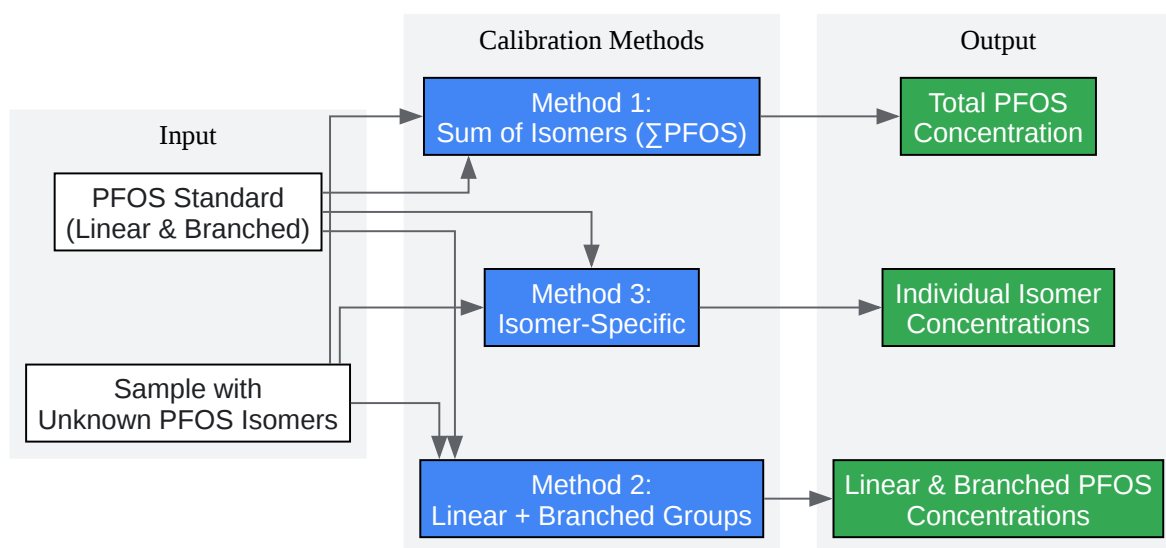 Calibration Methods
Output
Input
Method 1:
Sum of Isomers (∑PFOS)
Total PFOS
Concentration
PFOS Standard
(Linear & Branched)
Method 3:
Isomer-Specific
Individual Isomer
Concentrations
Sample with
Unknown PFOS Isomers
Method 2:
Linear + Branched Groups
Linear & Branched PFOS
Concentrations